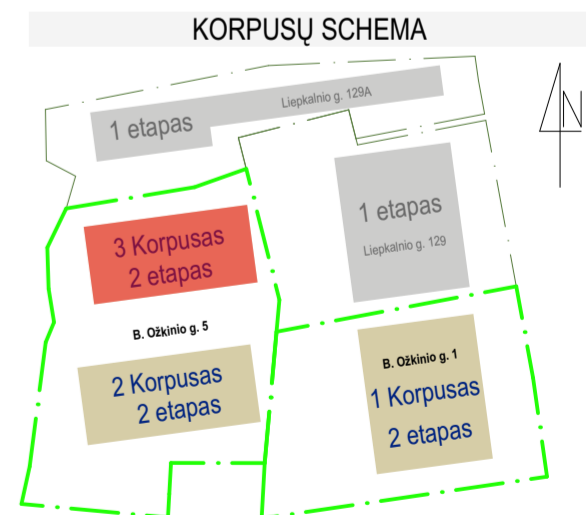 KORPUSŲ SCHEMA
Liepkalnio g. 129A
1 etapas
N
1 etapas
Liepkalnio g. 129
3 Korpusas
2 etapas
B. Ožkinio g. 5
2 Korpusas
2 etapas
B. Ožkinio g. 1
1 Korpusas
2 etapas